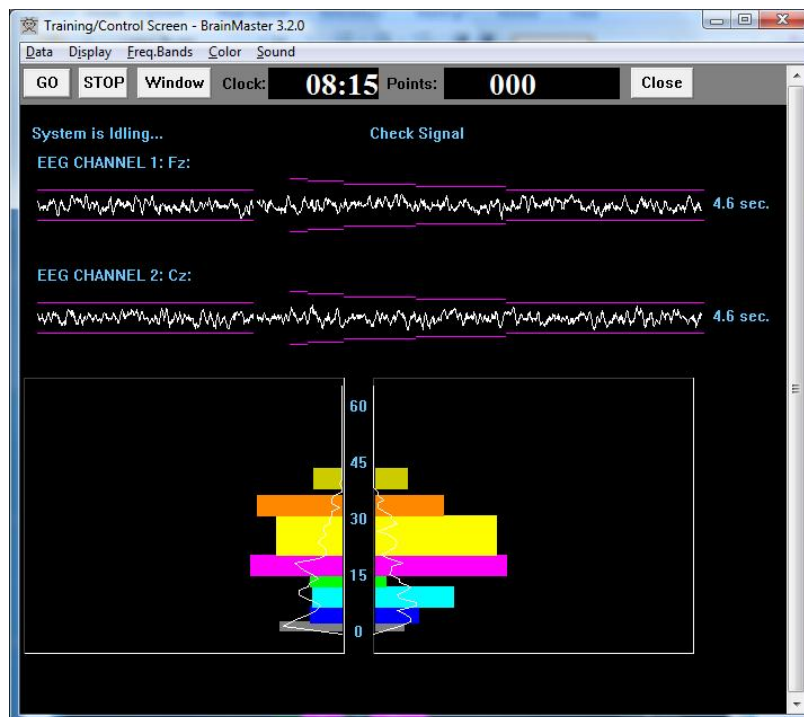 Training/Control Screen - BrainMaster 3.2.0
Data Display Freq.Bands Color Sound
GO STOP Window Clock: 08:15 Points: 000 Close
System is Idling... Check Signal
EEG CHANNEL 1: Fz:
4.6 sec.
EEG CHANNEL 2: Cz:
4.6 sec.
60
45
30
15
0